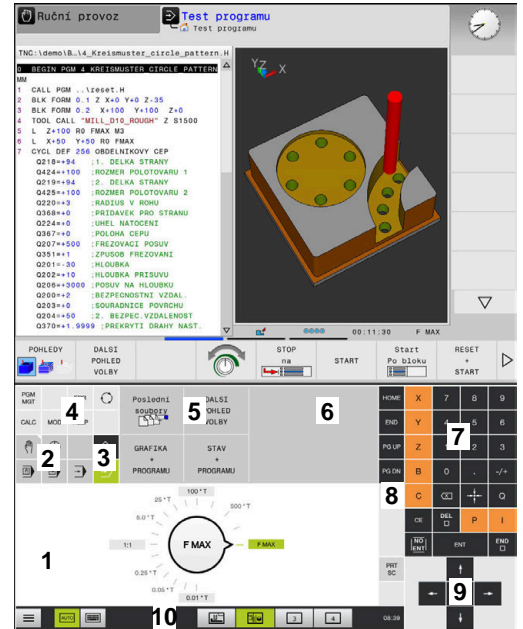 Ruční provoz
Test programu
Test programu
TNC:\demo\B…\4_Kreismuster_circle_pattern.H
0 BEGIN PGM 4_KREISMUSTER_CIRCLE_PATTERN
MM
1 CALL PGM ..\reset.H
2 BLK FORM 0.1 Z X+0 Y+0 Z-35
3 BLK FORM 0.2 X+100 Y+100 Z+0
4 TOOL CALL "MILL_D10_ROUGH" Z S1500
5 L Z+100 R0 FMAX M3
6 L X+50 Y+50 R0 FMAX
7 CYCL DEF 256 OBDELNIKOVY CEP
Q218=+94 ;1. DELKA STRANY
Q424=+100 ;ROZMER POLOTOVARU 1
Q219=+94 ;2. DELKA STRANY
Q425=+100 ;ROZMER POLOTOVARU 2
Q220=+3 ;RADIUS V ROHU
Q368=+0 ;PRIDAVEK PRO STRANU
Q224=+0 ;UHEL NATOCENI
Q367=+0 ;POLOHA CEPU
Q207=+500 ;FREZOVACI POSUV
Q351=+1 ;ZPUSOB FREZOVANI
Q201=-30 ;HLOUBKA
Q202=+10 ;HLOUBKA PRISUVU
Q206=+3000 ;POSUV NA HLOUBKU
Q200=+2 ;BEZPECNOSTNI VZDAL.
Q203=+0 ;SOURADNICE POVRCHU
Q204=+50 ;2. BEZPEC.VZDALENOST
Q370=+1.9999 ;PREKRYTI DRAHY NAST.
YZ X
00:11:30 F MAX
POHLEDY
DALSI
POHLED
VOLBY
STOP
na
START
Start
Po bloku
RESET
+
START
PGM
MGT
CALC MOD
Poslední
soubory
DALSI
POHLED
VOLBY
GRAFIKA
+
PROGRAMU
STAV
+
PROGRAMU
1
2
3
4
5
6
7
8
9
10
100 *T
25 *T
500 *T
5.0 *T
1:1
F MAX
F MAX
0.25 *T
0.05 *T
0.01 *T
HOME X 7 8 9
END Y 4 5 6
PG UP Z 1 2 3
PG DN B 0 . -/+
C Q
CE DEL P I
NO
ENT
ENT
END
PRT
SC
AUTO
3
4
08:39